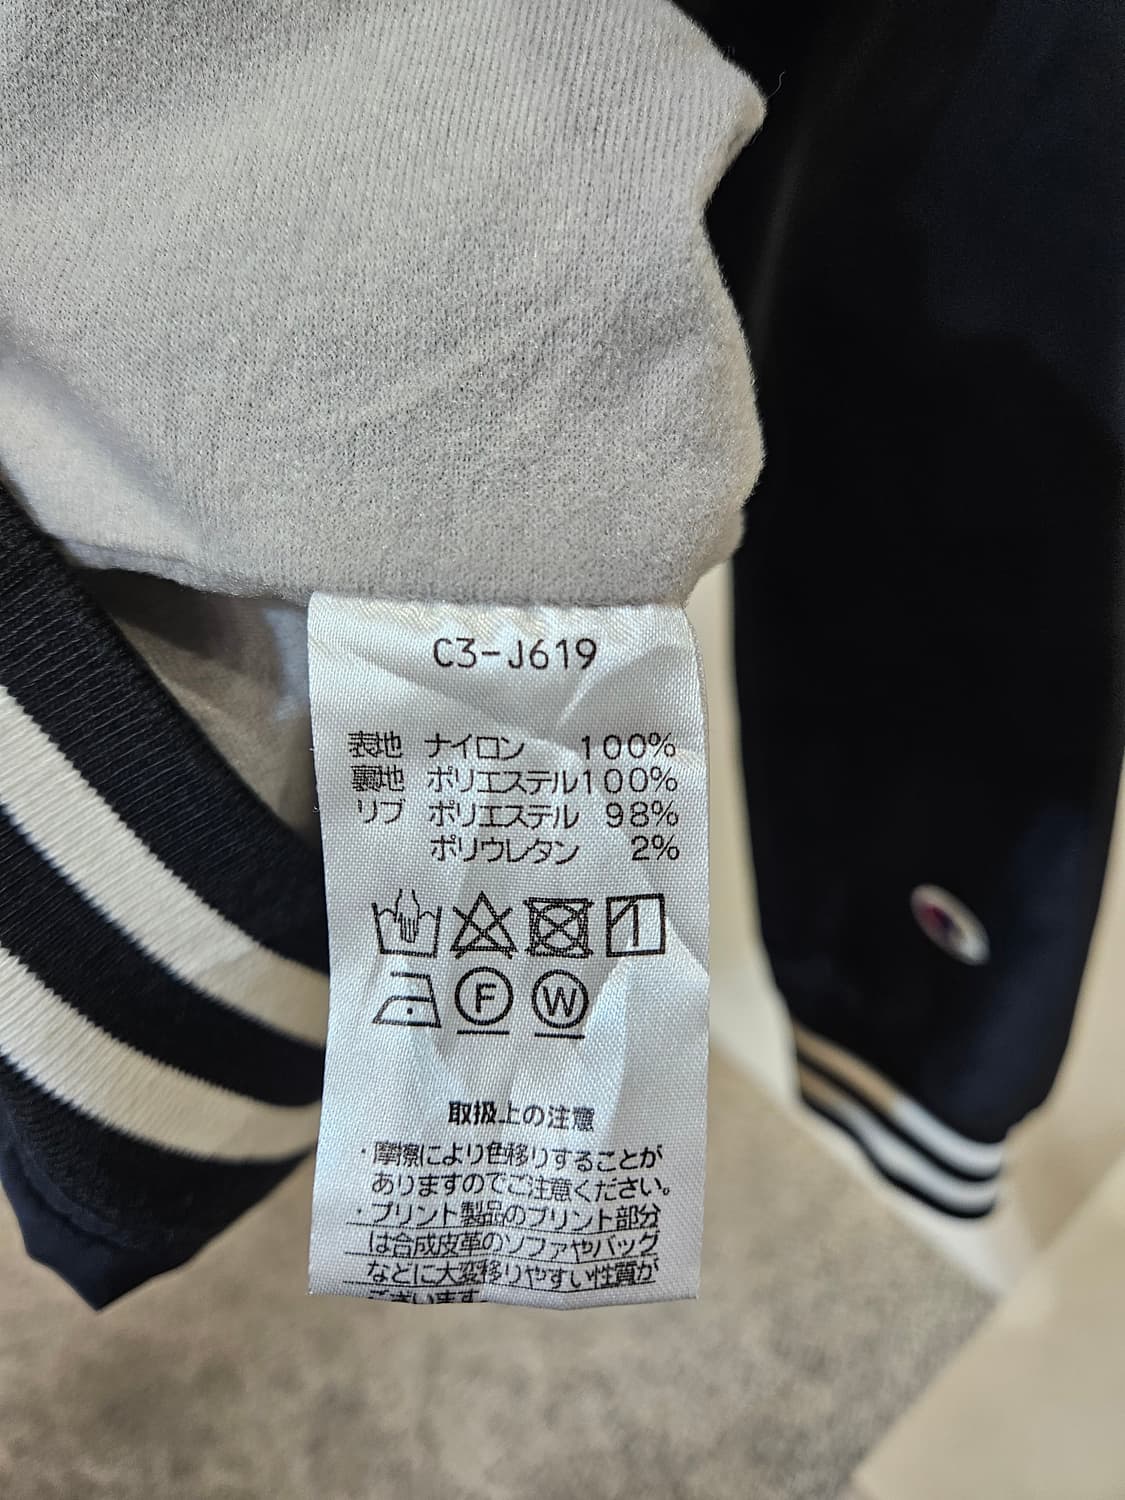 C3-J619
表地 ナイロン 100%
裏地 ポリエステル100%
リブ ポリエステル 98%
ポリウレタン 2%
F W
取扱上の注意
・摩擦により色移りすることが
ありますのでご注意ください。
・プリント製品のプリント部分
は合成皮革のソファやバッグ
などに大変移りやすい性質が
ございます。